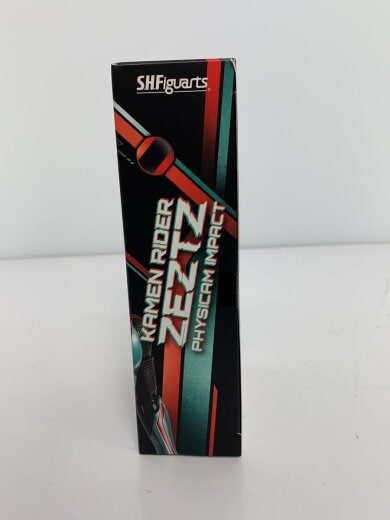 S.H.Figuarts
KAMEN RIDER
ZEZTZ
PHYSICAM IMPACT